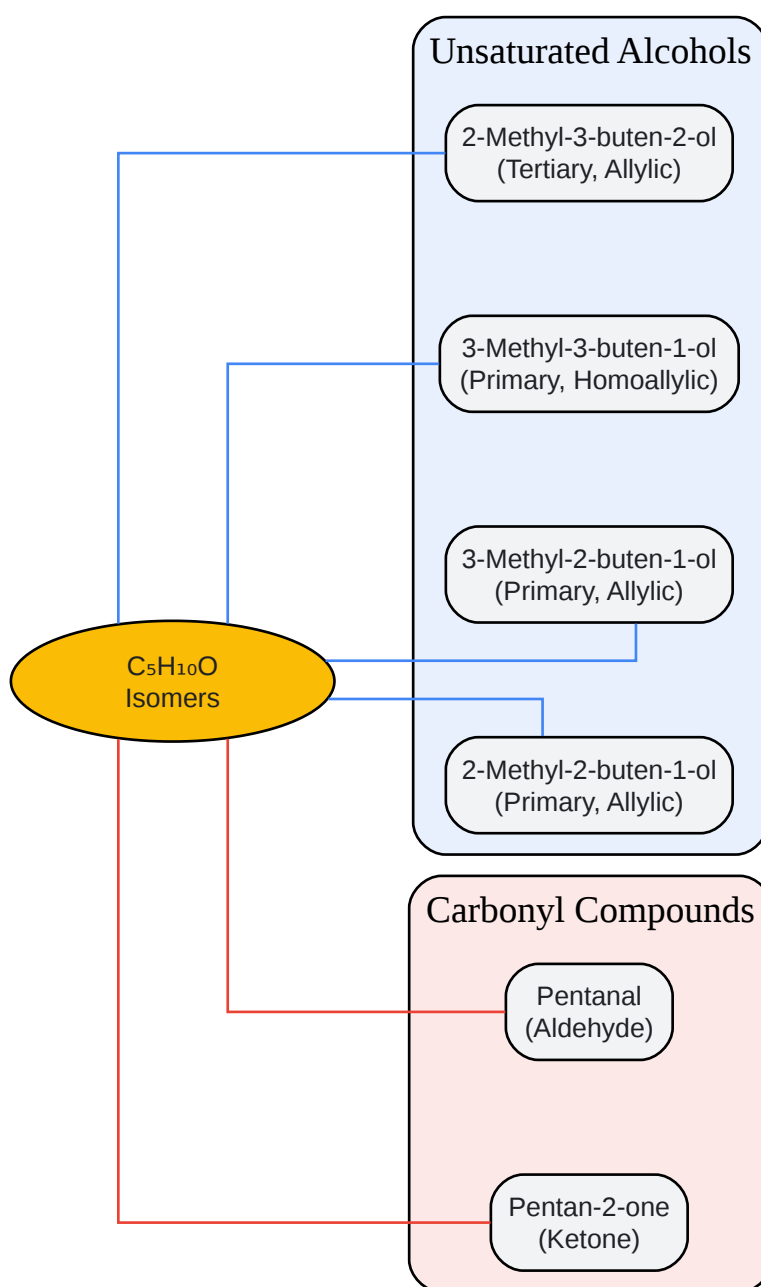 Unsaturated Alcohols
2-Methyl-3-buten-2-ol
(Tertiary, Allylic)
3-Methyl-3-buten-1-ol
(Primary, Homoallylic)
3-Methyl-2-buten-1-ol
(Primary, Allylic)
C₅H₁₀O
Isomers
2-Methyl-2-buten-1-ol
(Primary, Allylic)
Carbonyl Compounds
Pentanal
(Aldehyde)
Pentan-2-one
(Ketone)